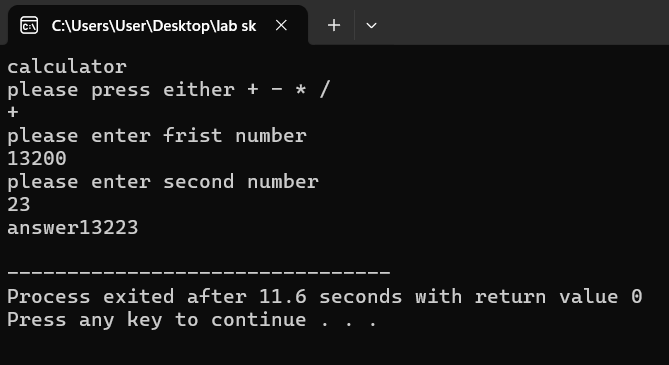 C:\Users\User\Desktop\lab sk
calculator
please press either + - * /
+
please enter frist number
13200
please enter second number
23
answer13223
--------------------------------
Process exited after 11.6 seconds with return value 0
Press any key to continue . . .